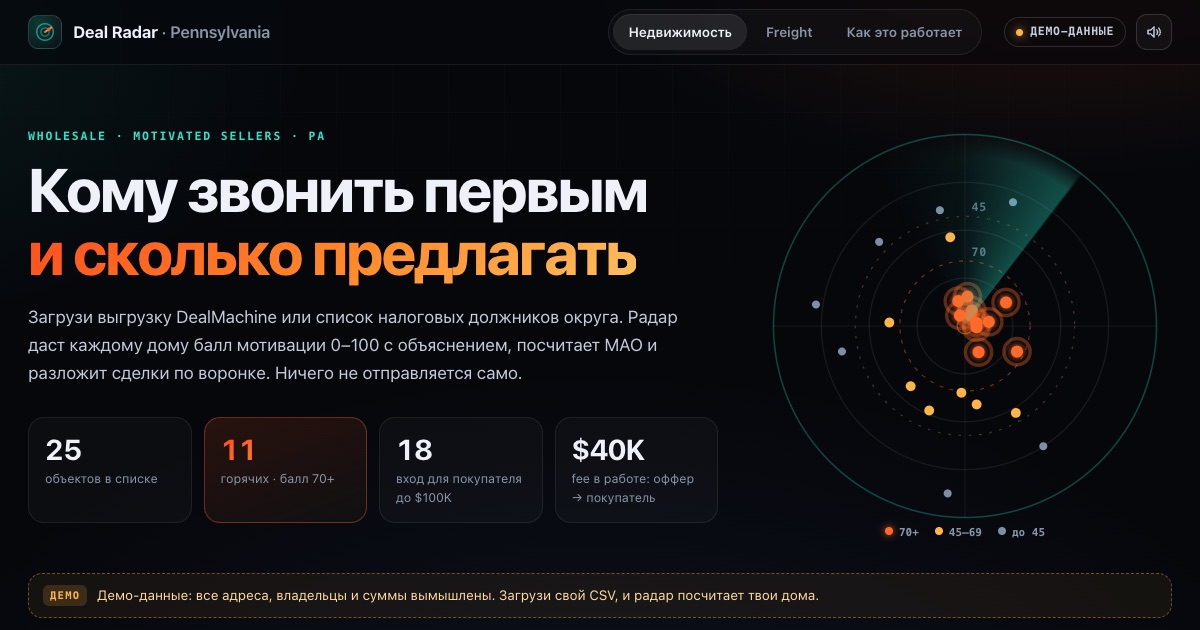 Deal Radar · Pennsylvania
Недвижимость
Freight
Как это работает
ДЕМО-ДАННЫЕ
WHOLESALE · MOTIVATED SELLERS · PA
Кому звонить первым
и сколько предлагать
Загрузи выгрузку DealMachine или список налоговых должников округа. Радар
даст каждому дому балл мотивации 0–100 с объяснением, посчитает MAO и
разложит сделки по воронке. Ничего не отправляется само.
25
объектов в списке
11
горячих · балл 70+
18
вход для покупателя
до $100K
$40K
fee в работе: оффер
→ покупатель
45
70
70+
45–69
до 45
ДЕМО
Демо-данные: все адреса, владельцы и суммы вымышлены. Загрузи свой CSV, и радар посчитает твои дома.